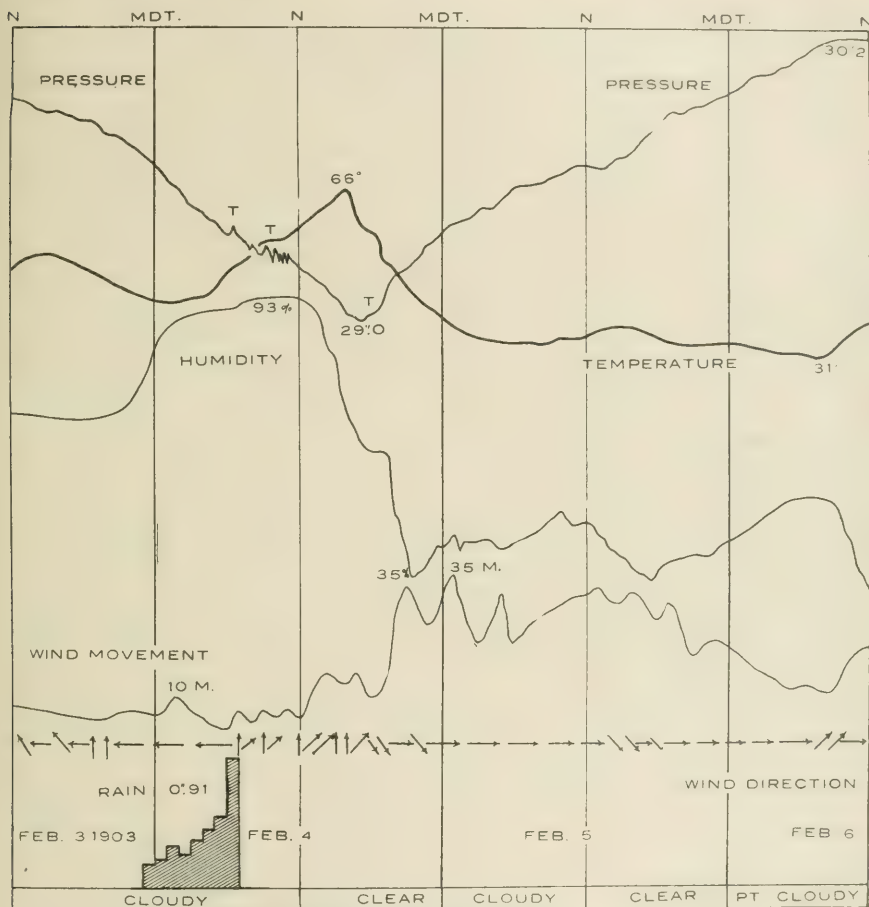 N MDT. N MDT. N MDT. N
PRESSURE PRESSURE 30.2
66°
T
T
T
93%
29".0
HUMIDITY TEMPERATURE
31°
35% 35 M.
WIND MOVEMENT
10 M.
RAIN 0".91 WIND DIRECTION
FEB. 3 1903 FEB. 4 FEB. 5 FEB 6
CLOUDY CLEAR CLOUDY CLEAR PT CLOUDY